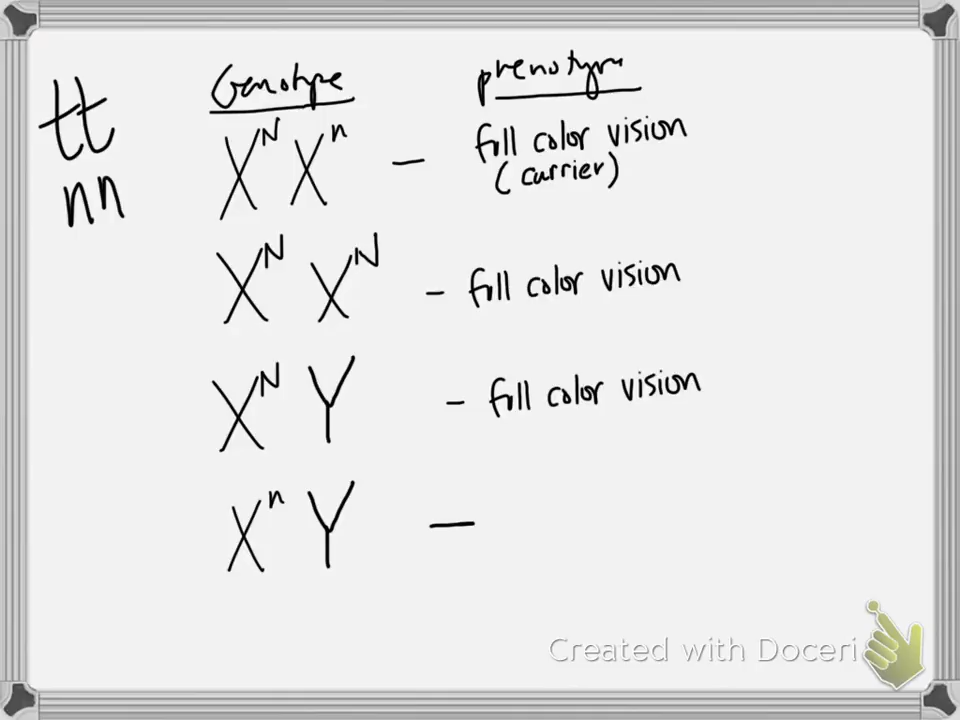 tt Genotype phenotype
nn
X^N X^n — full color vision
(carrier)
X^N X^N - full color vision
X^N Y - full color vision
X^n Y —
Created with Doceri